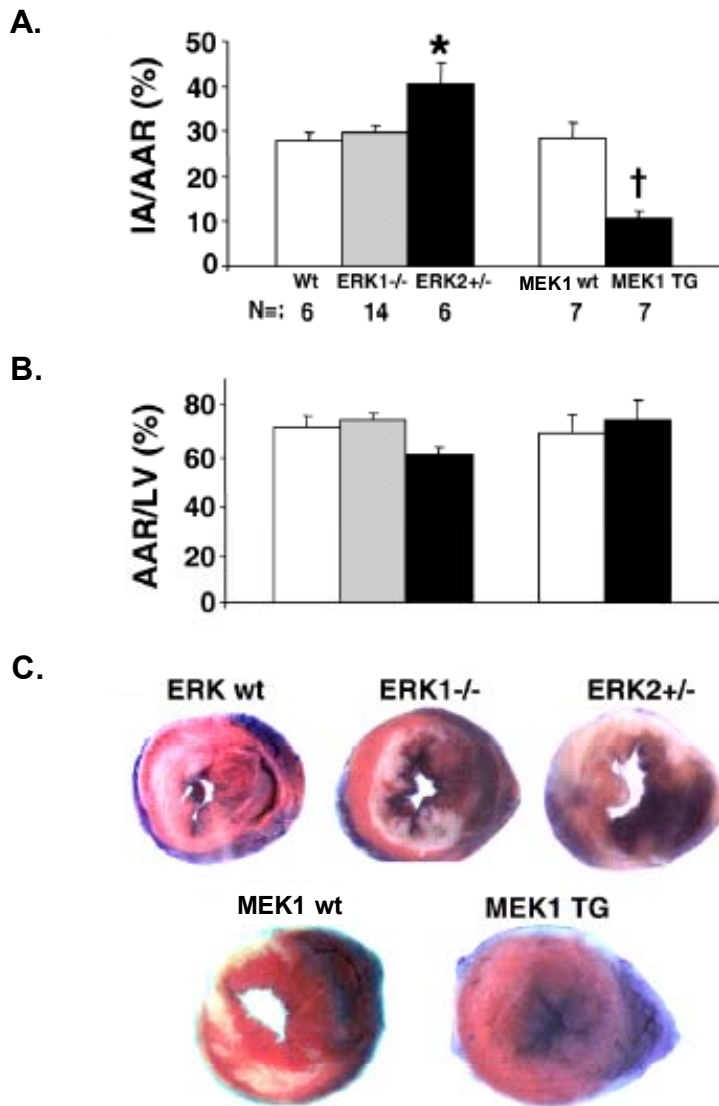 A.
IA/AAR (%)
50
40
30
20
10
0
*
†
Wt ERK1-/- ERK2+/- MEK1 wt MEK1 TG
N=: 6 14 6 7 7
B.
AAR/LV (%)
80
60
40
20
0
C.
ERK wt ERK1-/- ERK2+/-
MEK1 wt MEK1 TG